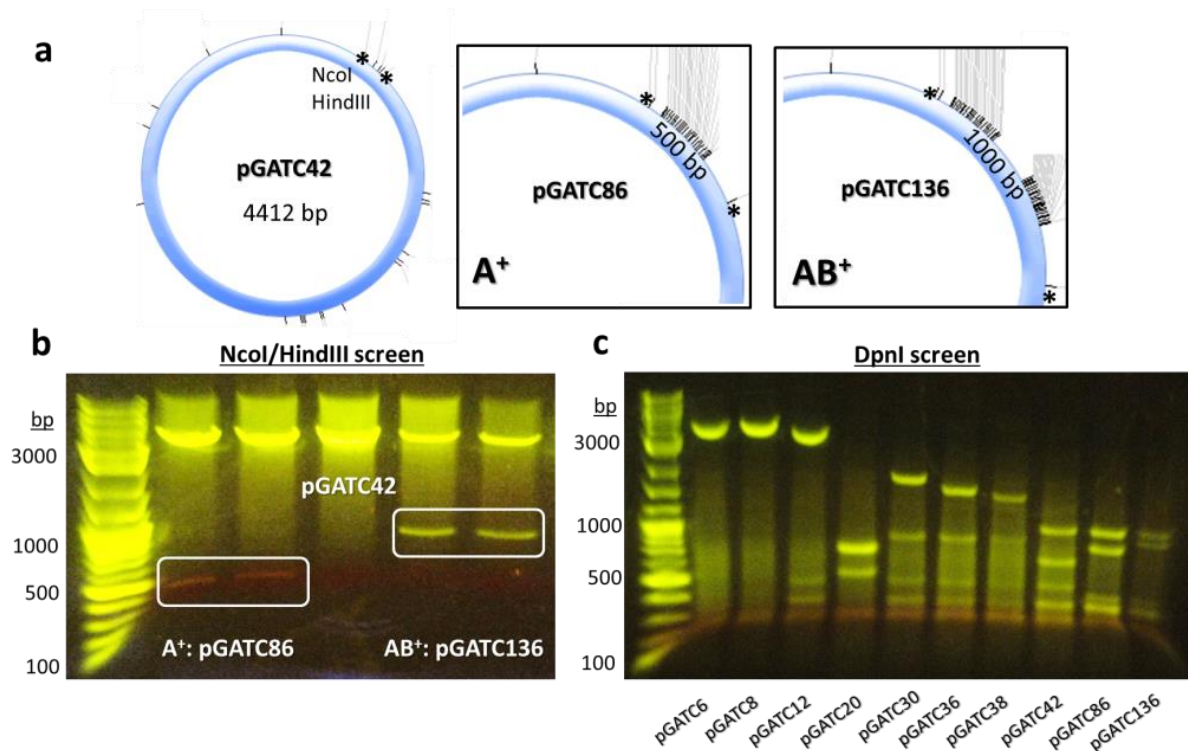 a
*
*
NcoI
HindIII
pGATC42
4412 bp
*
500 bp
pGATC86
*
A⁺
*
1000 bp
pGATC136
*
AB⁺
b
NcoI/HindIII screen
bp
3000
1000
500
100
pGATC42
A⁺: pGATC86
AB⁺: pGATC136
c
DpnI screen
bp
3000
1000
500
100
pGATC6
pGATC8
pGATC12
pGATC20
pGATC30
pGATC36
pGATC38
pGATC42
pGATC86
pGATC136